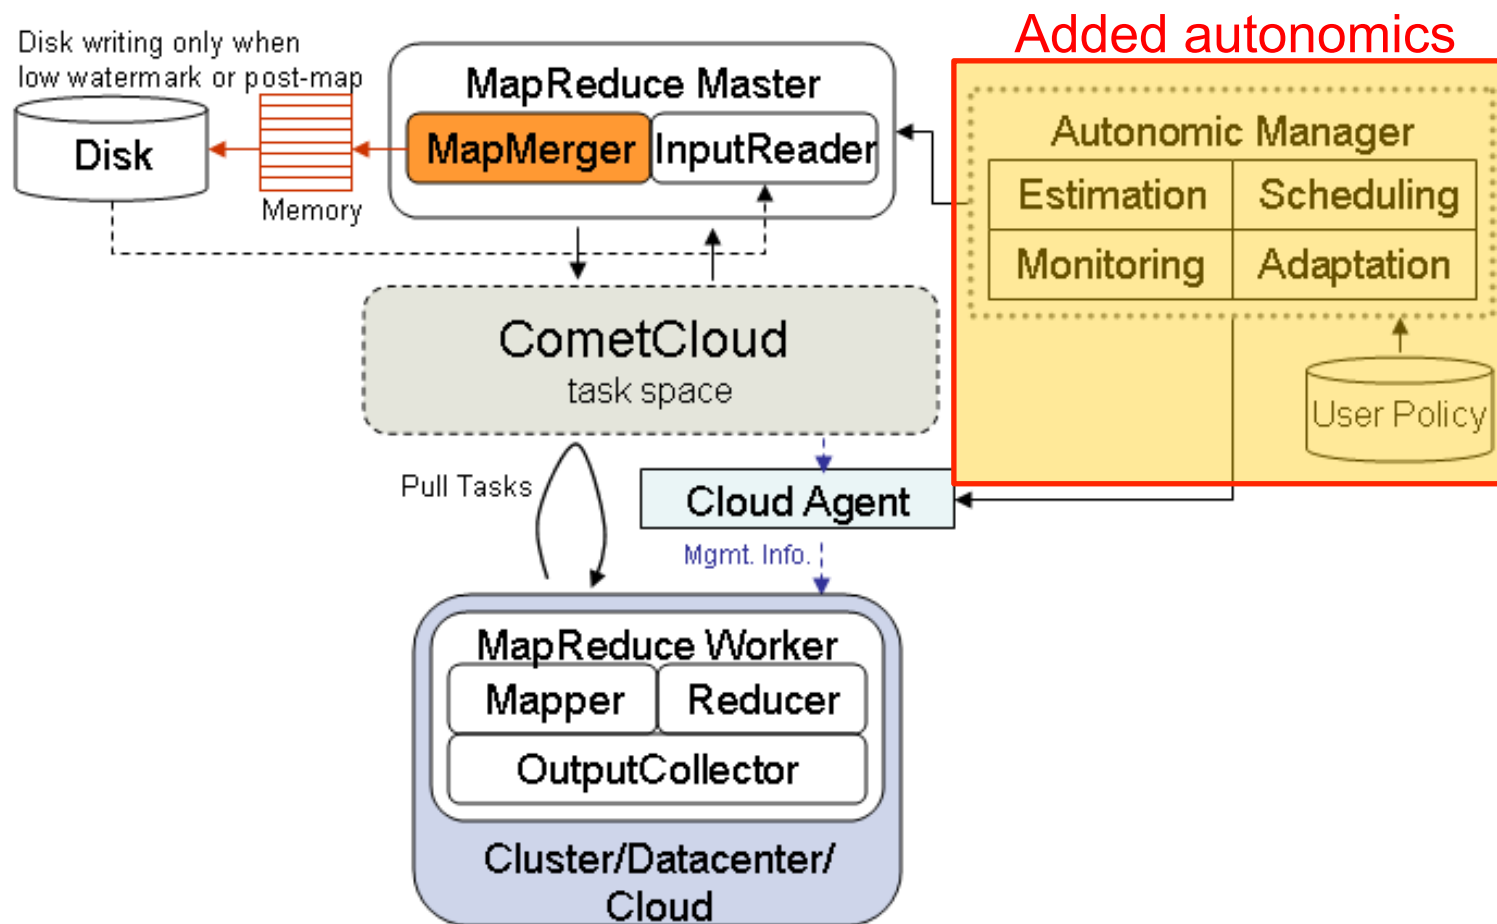 Added autonomics
Disk writing only when
low watermark or post-map
Disk
Memory
MapReduce Master
MapMerger
InputReader
Autonomic Manager
Estimation
Scheduling
Monitoring
Adaptation
User Policy
CometCloud
task space
Pull Tasks
Cloud Agent
Mgmt. Info.
MapReduce Worker
Mapper
Reducer
OutputCollector
Cluster/Datacenter/
Cloud